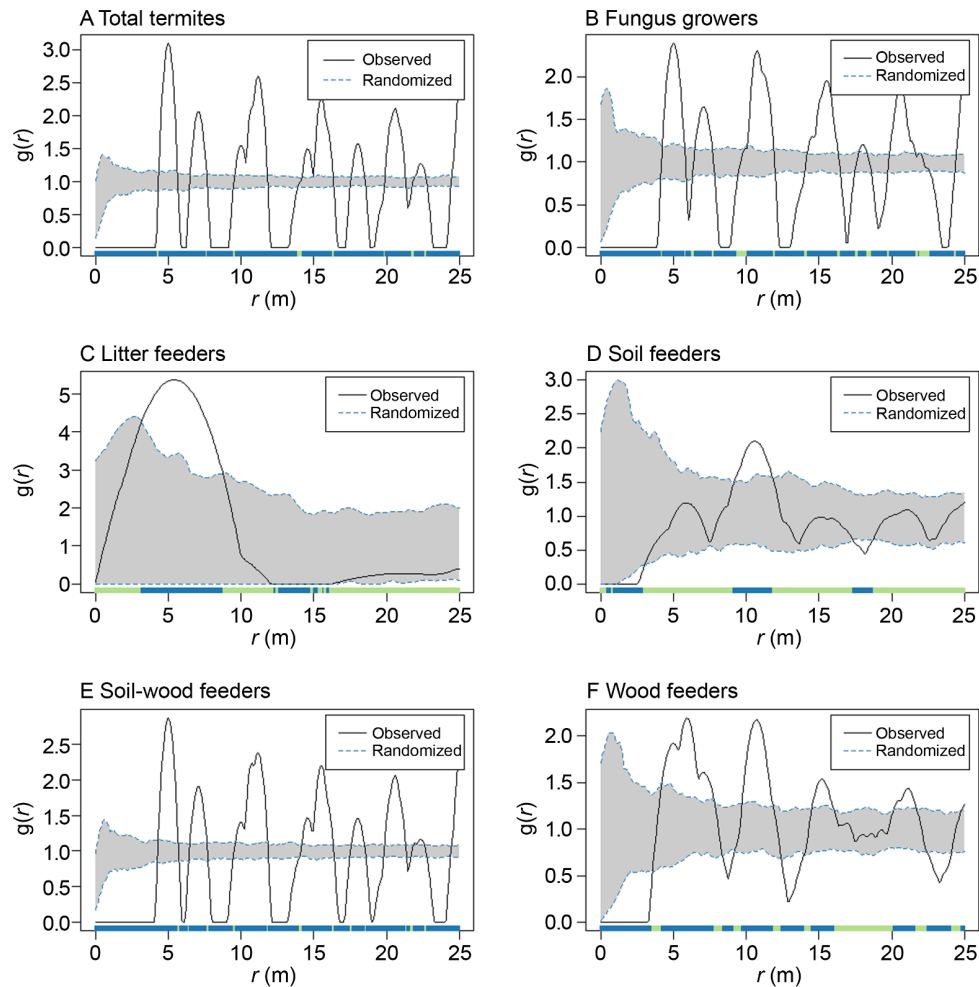 A Total termites
g(r)
3.0
2.5
2.0
1.5
1.0
0.5
0.0
Observed
Randomized
0 5 10 15 20 25
r (m)
B Fungus growers
g(r)
2.0
1.5
1.0
0.5
0.0
Observed
Randomized
0 5 10 15 20 25
r (m)
C Litter feeders
g(r)
5
4
3
2
1
0
Observed
Randomized
0 5 10 15 20 25
r (m)
D Soil feeders
g(r)
3.0
2.5
2.0
1.5
1.0
0.5
0.0
Observed
Randomized
0 5 10 15 20 25
r (m)
E Soil-wood feeders
g(r)
2.5
2.0
1.5
1.0
0.5
0.0
Observed
Randomized
0 5 10 15 20 25
r (m)
F Wood feeders
g(r)
2.0
1.5
1.0
0.5
0.0
Observed
Randomized
0 5 10 15 20 25
r (m)